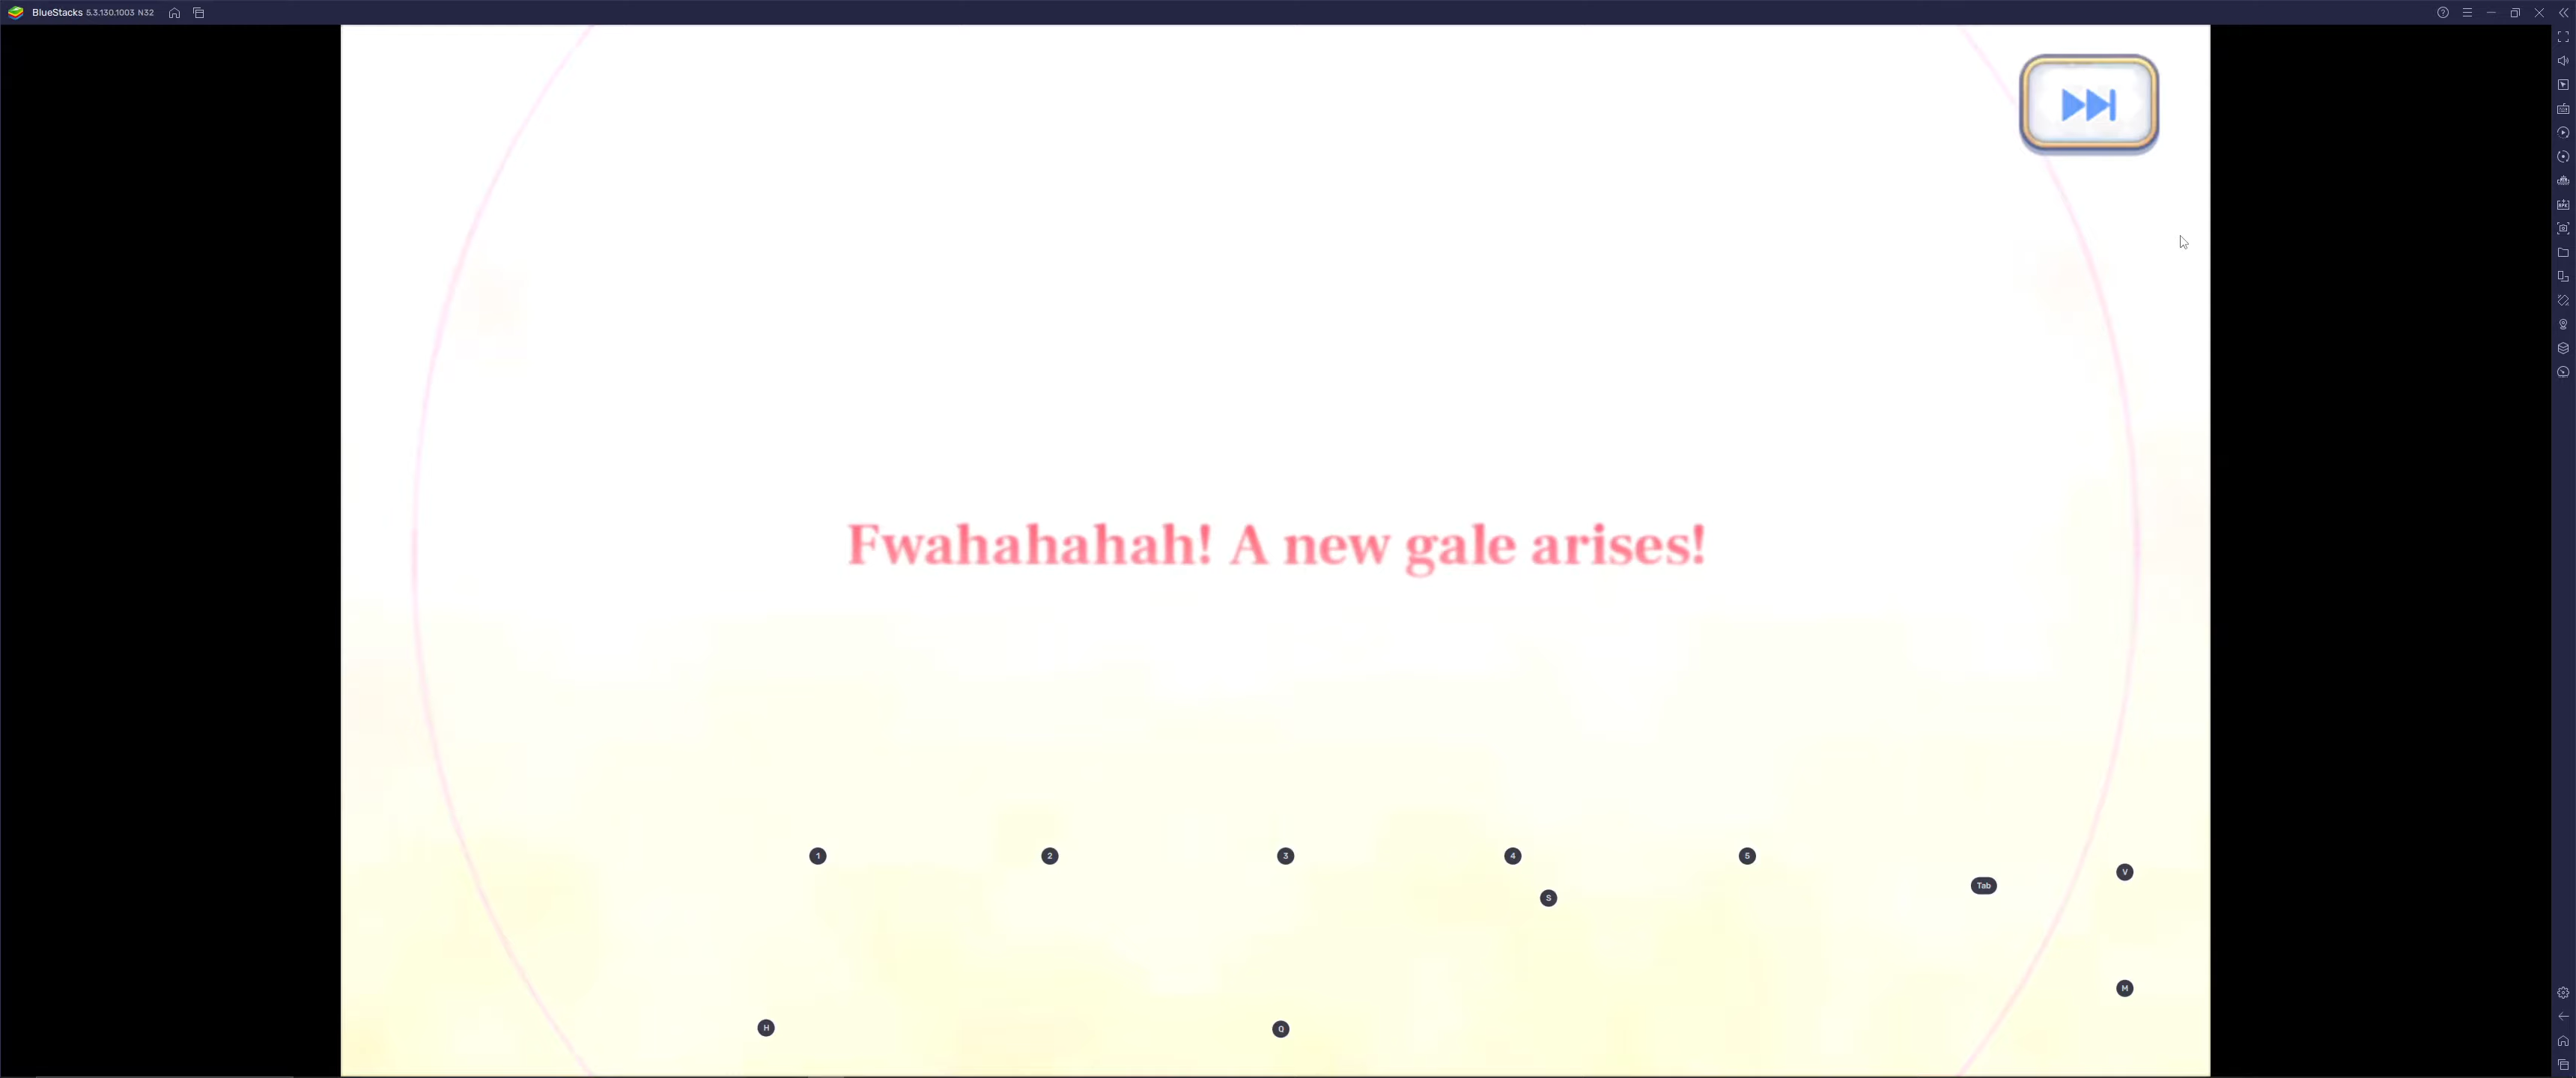 BlueStacks 5.3.130.1003 N32
Fwahahahah! A new gale arises!
1 2 3 4 5
V
Tab
S
M
H Q